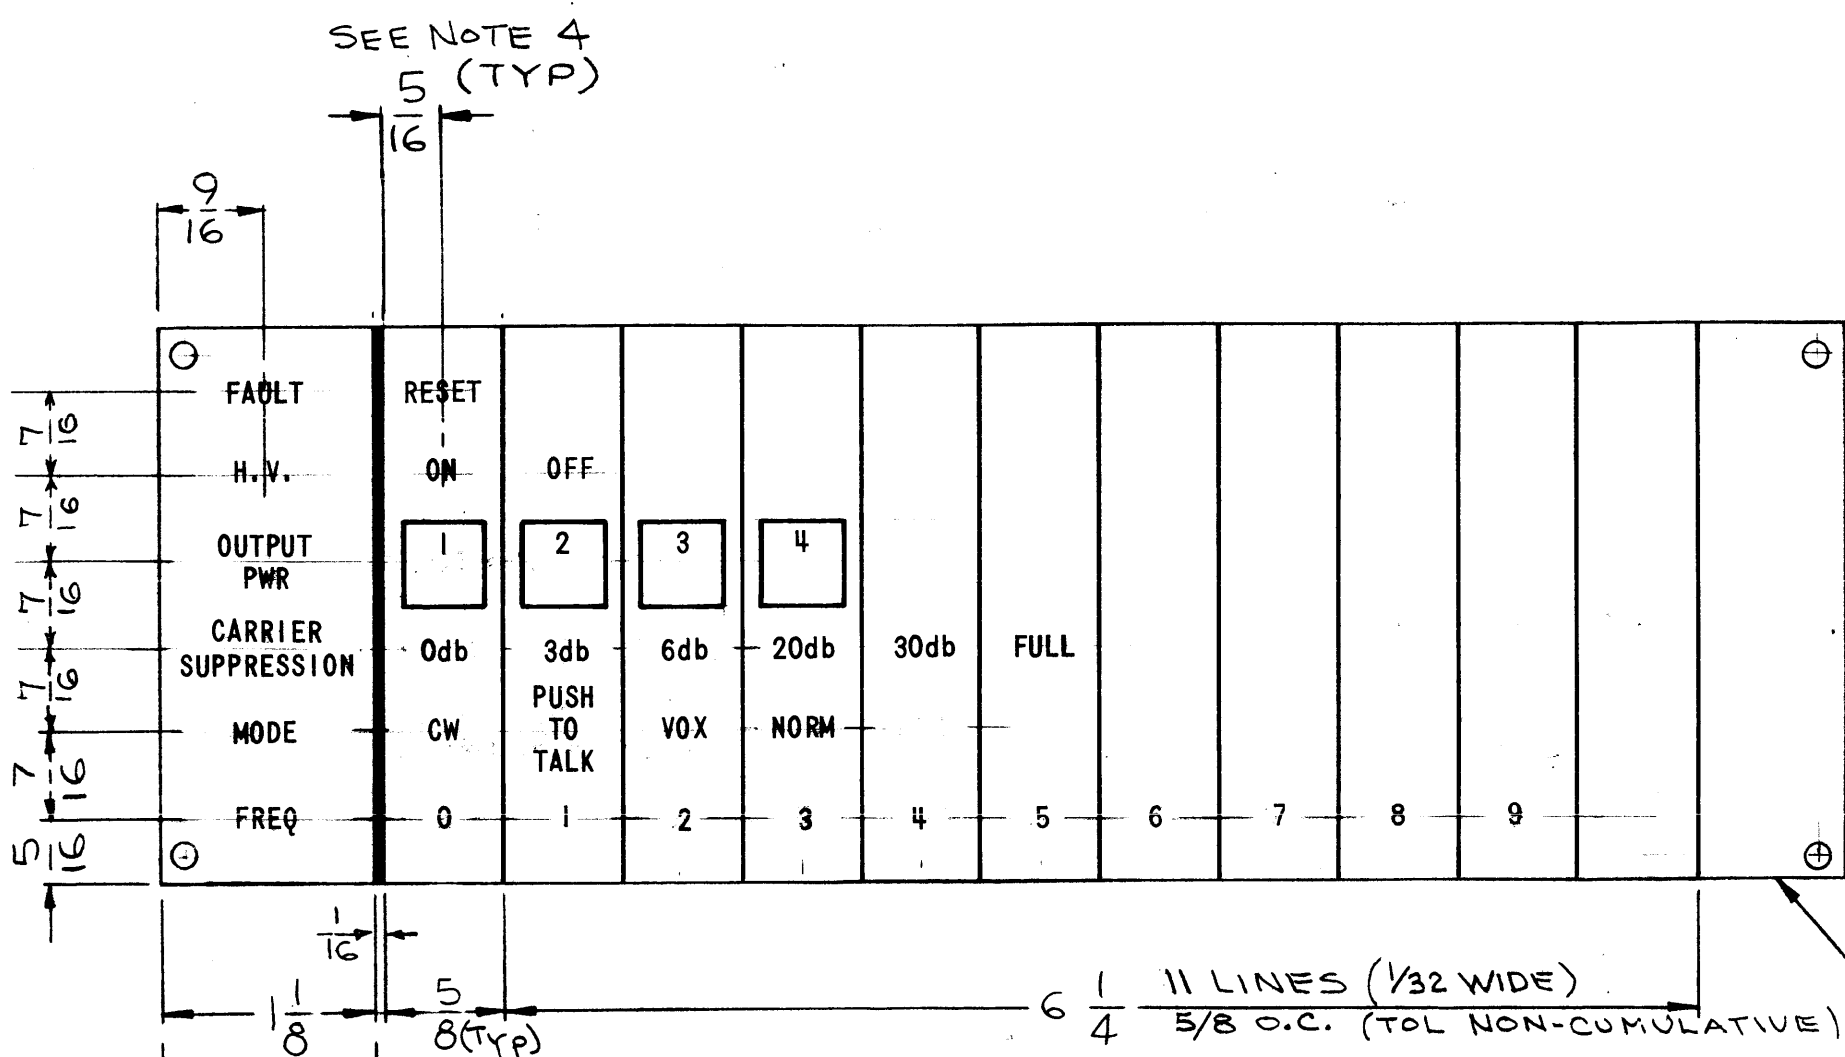 SEE NOTE 4
5/16 (TYP)
9/16
FAULT RESET
7/16
H.V. ON OFF
7/16
OUTPUT PWR 1 2 3 4
7/16
CARRIER SUPPRESSION 0db 3db 6db 20db 30db FULL
7/16
MODE CW PUSH TO TALK VOX NORM
7/16
FREQ 0 1 2 3 4 5 6 7 8 9
5/16
1/16
1 1/8
5/8 (TYP)
6 1/4
11 LINES (1/32 WIDE)
5/8 O.C. (TOL NON-CUMULATIVE)